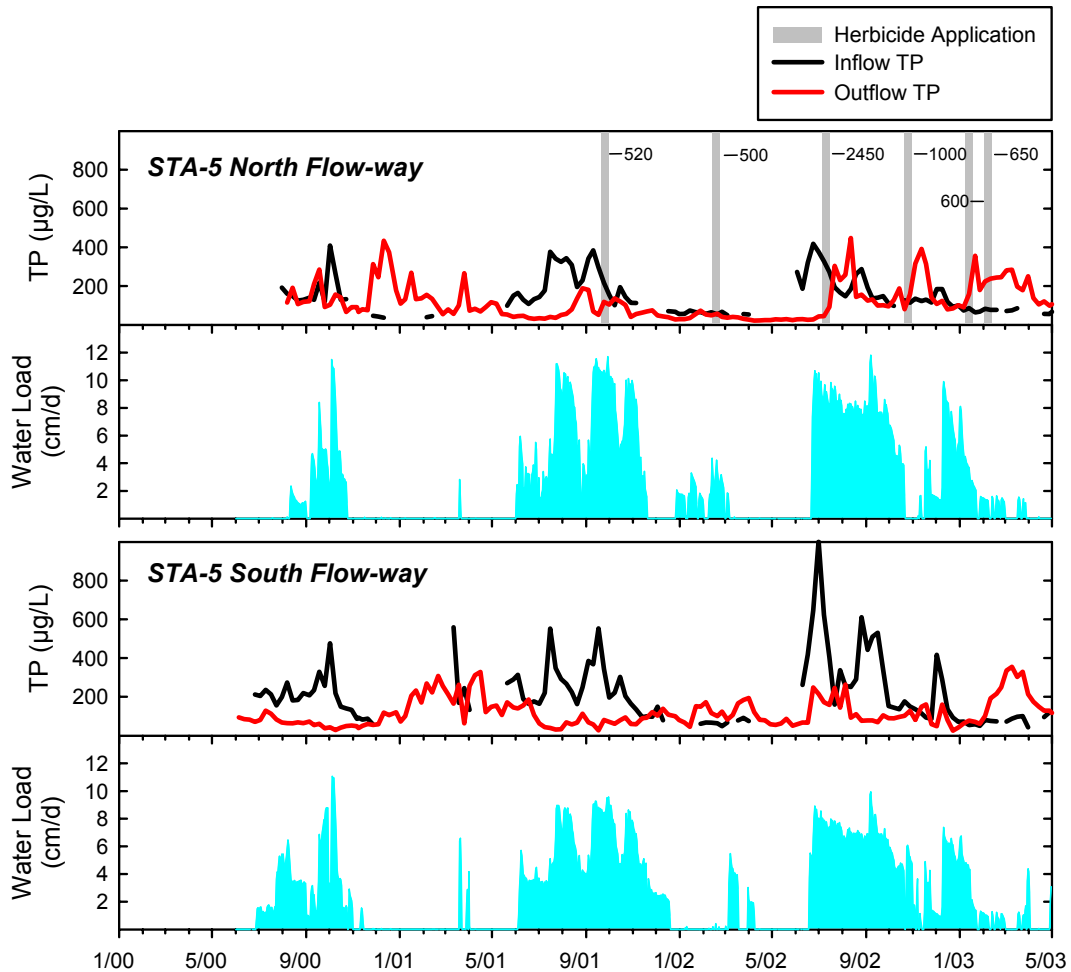 Herbicide Application
Inflow TP
Outflow TP
STA-5 North Flow-way
TP (µg/L)
800
600
400
200
520
500
2450
1000
650
600
Water Load
(cm/d)
12
10
8
6
4
2
STA-5 South Flow-way
TP (µg/L)
800
600
400
200
Water Load
(cm/d)
12
10
8
6
4
2
1/00 5/00 9/00 1/01 5/01 9/01 1/02 5/02 9/02 1/03 5/03